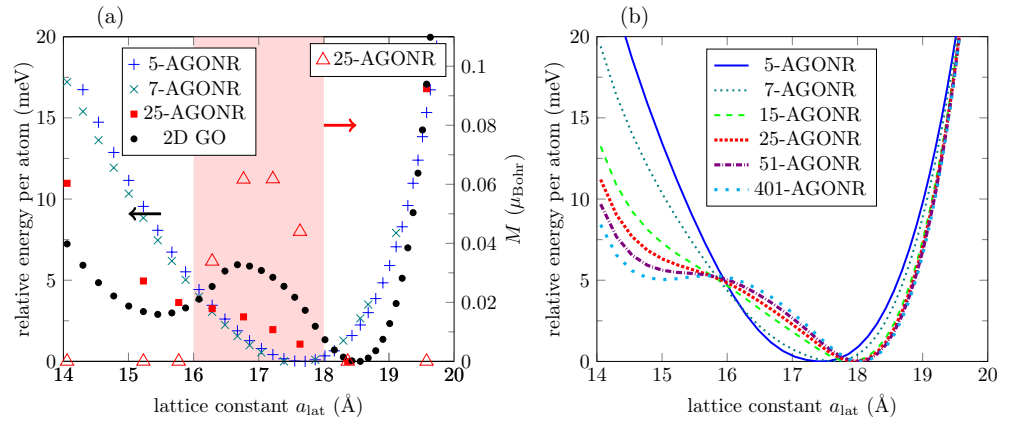 (a)
20
15
10
5
0
14
15
16
17
18
19
20
relative energy per atom (meV)
lattice constant a_lat (Å)
5-AGONR
7-AGONR
25-AGONR
2D GO
25-AGONR
0.1
0.08
0.06
0.04
0.02
0
M (μ_Bohr)
(b)
20
15
10
5
0
14
15
16
17
18
19
20
relative energy per atom (meV)
lattice constant a_lat (Å)
5-AGONR
7-AGONR
15-AGONR
25-AGONR
51-AGONR
401-AGONR